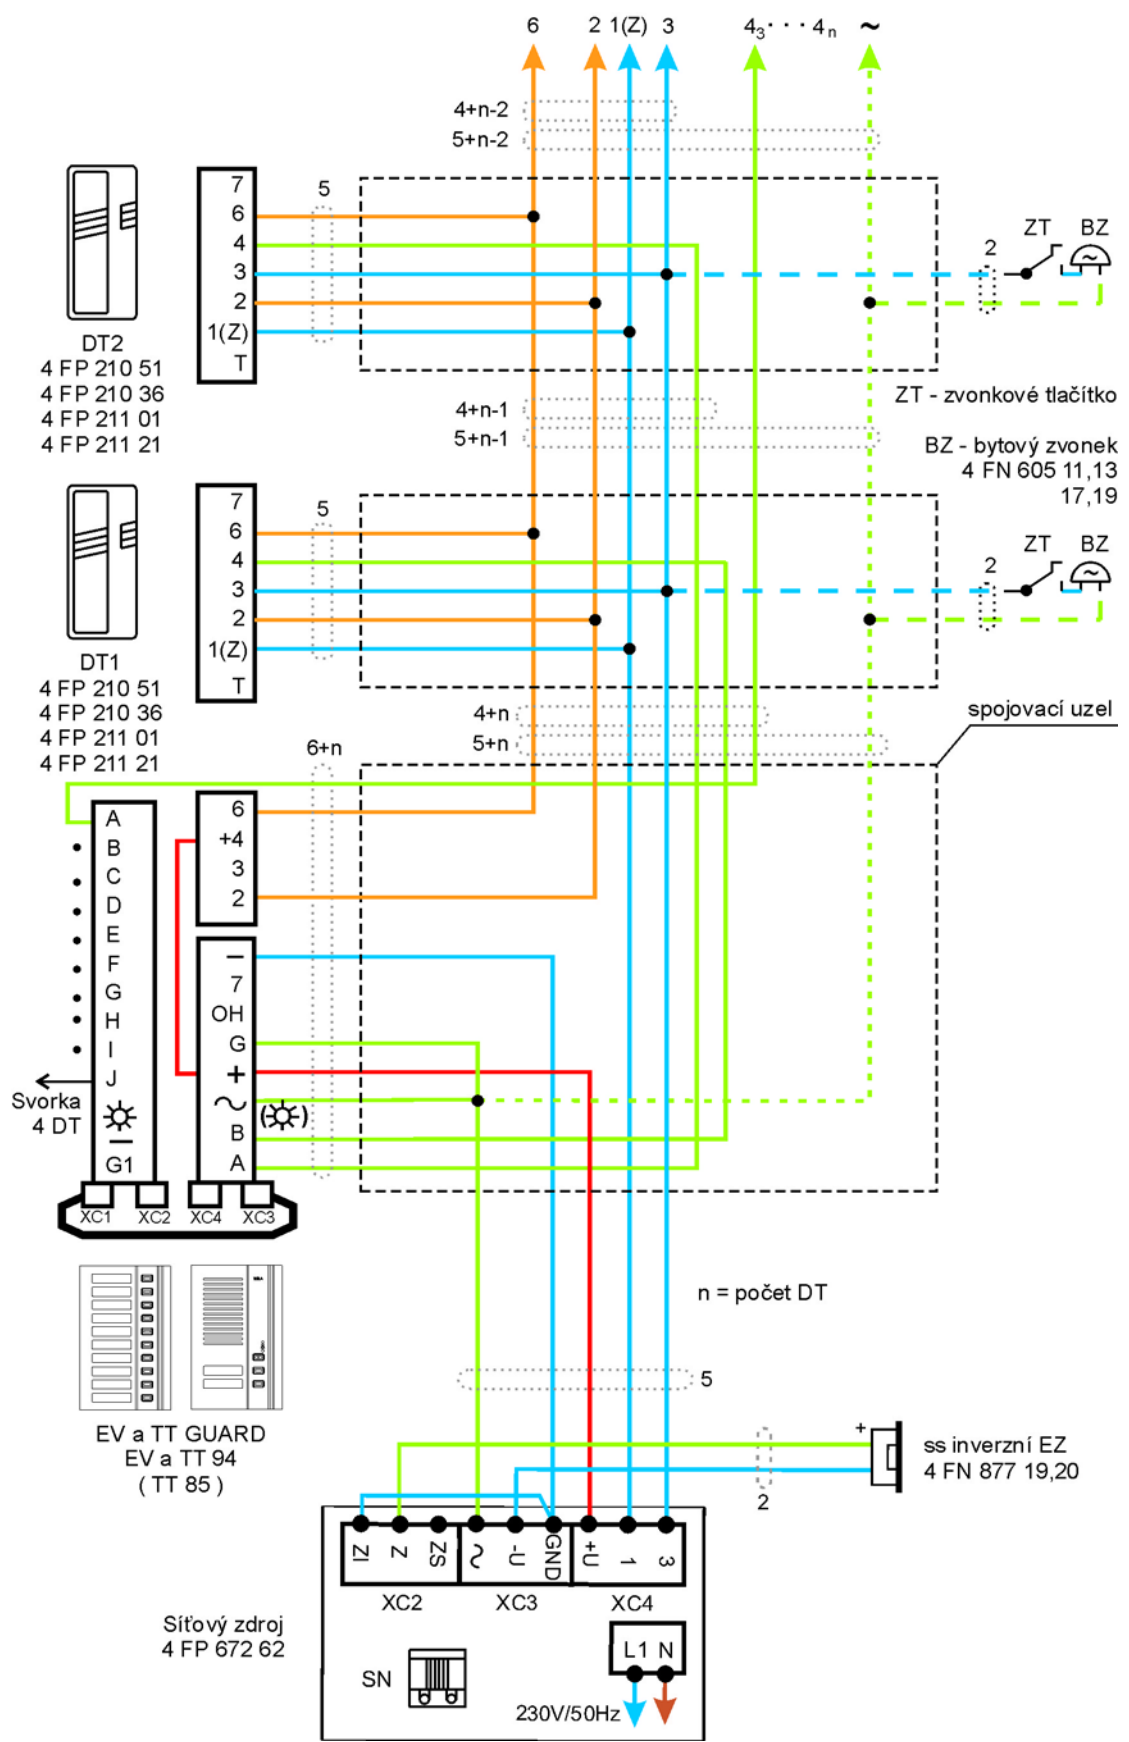 6 2 1(Z) 3 4₃ · · · 4ₙ ~
4+n-2
5+n-2
7
6
4
3
2
1(Z)
T
5
2
ZT BZ
DT2
4 FP 210 51
4 FP 210 36
4 FP 211 01
4 FP 211 21
ZT - zvonkové tlačítko
4+n-1
5+n-1
BZ - bytový zvonek
4 FN 605 11,13
17,19
7
6
4
3
2
1(Z)
T
5
2
ZT BZ
DT1
4 FP 210 51
4 FP 210 36
4 FP 211 01
4 FP 211 21
4+n
5+n
spojovací uzel
6+n
A
B
C
D
E
F
G
H
I
J
—
G1
Svorka
4 DT
6
+4
3
2
—
7
OH
G
+
~
B
A
XC1 XC2 XC4 XC3
n = počet DT
5
EV a TT GUARD
EV a TT 94
( TT 85 )
+
2
ss inverzní EZ
4 FN 877 19,20
ZI Z ZS ~ -U GND +U 1 3
XC2 XC3 XC4
Síťový zdroj
4 FP 672 62
SN
L1 N
230V/50Hz